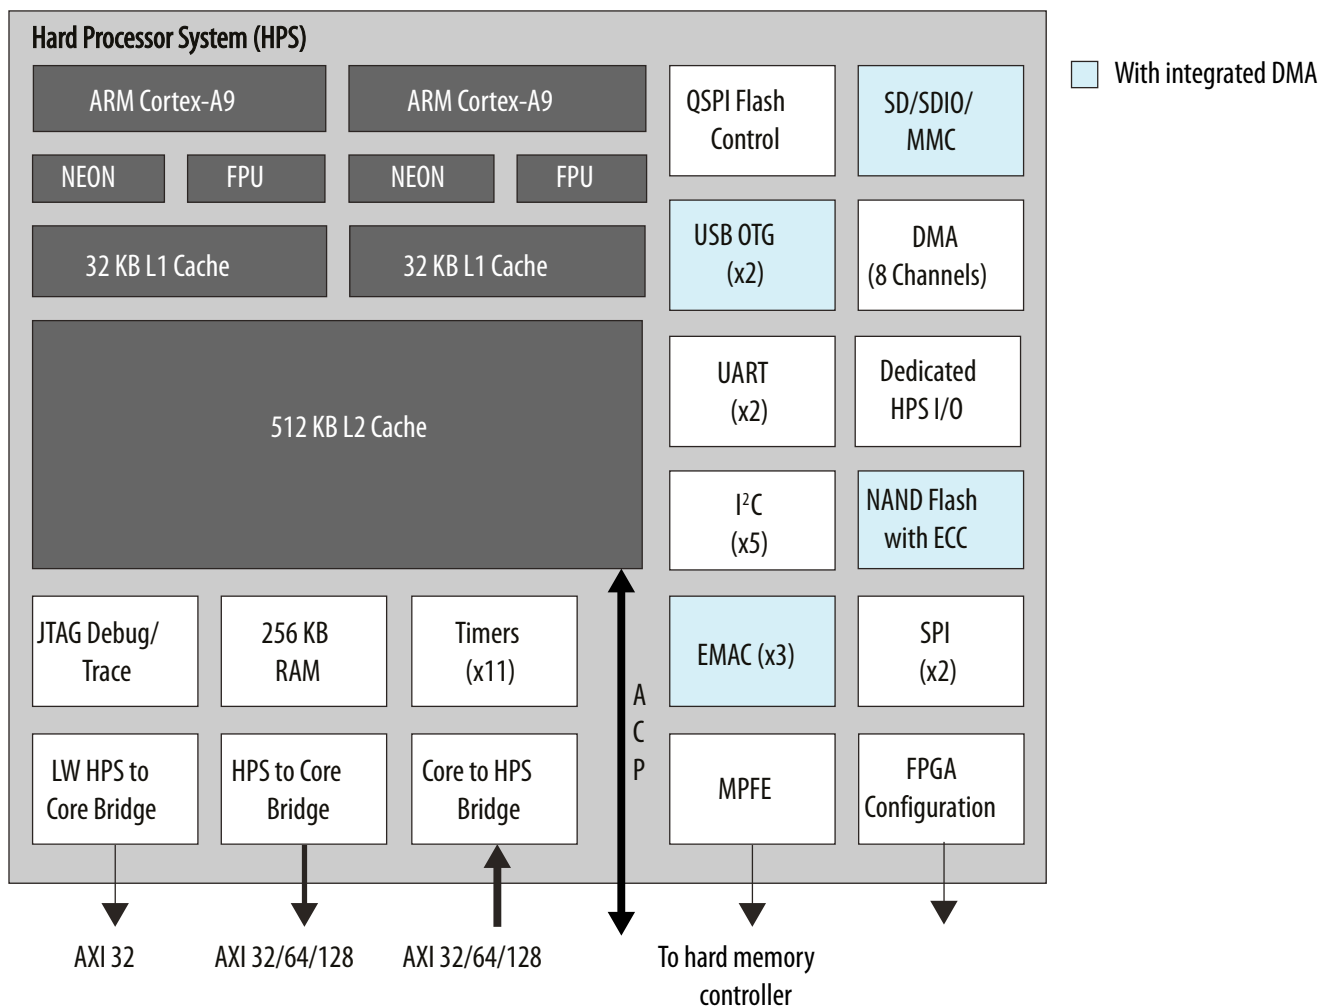 Hard Processor System (HPS)
With integrated DMA
ARM Cortex-A9
ARM Cortex-A9
NEON
FPU
NEON
FPU
32 KB L1 Cache
32 KB L1 Cache
512 KB L2 Cache
QSPI Flash
Control
SD/SDIO/
MMC
USB OTG
(x2)
DMA
(8 Channels)
UART
(x2)
Dedicated
HPS I/O
I²C
(x5)
NAND Flash
with ECC
JTAG Debug/
Trace
256 KB
RAM
Timers
(x11)
A
C
P
EMAC (x3)
SPI
(x2)
LW HPS to
Core Bridge
HPS to Core
Bridge
Core to HPS
Bridge
MPFE
FPGA
Configuration
AXI 32
AXI 32/64/128
AXI 32/64/128
To hard memory
controller